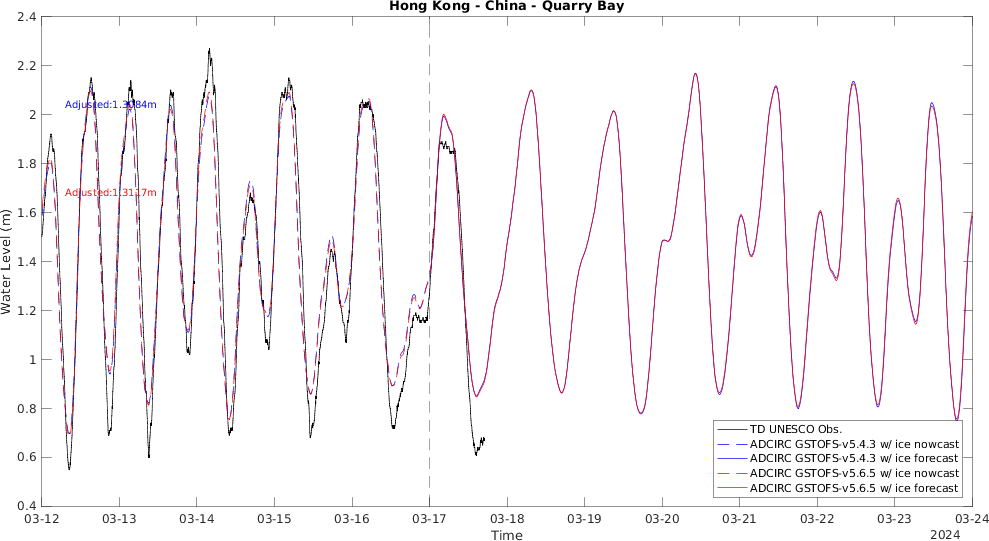 Hong Kong - China - Quarry Bay
2.4
2.2
2
1.8
1.6
1.4
1.2
1
0.8
0.6
0.4
Water Level (m)
Adjusted:1.3184m
Adjusted:1.3117m
TD UNESCO Obs.
ADCIRC GSTOFS-v5.4.3 w/ ice nowcast
ADCIRC GSTOFS-v5.4.3 w/ ice forecast
ADCIRC GSTOFS-v5.6.5 w/ ice nowcast
ADCIRC GSTOFS-v5.6.5 w/ ice forecast
03-12 03-13 03-14 03-15 03-16 03-17 03-18 03-19 03-20 03-21 03-22 03-23 03-24
Time
2024